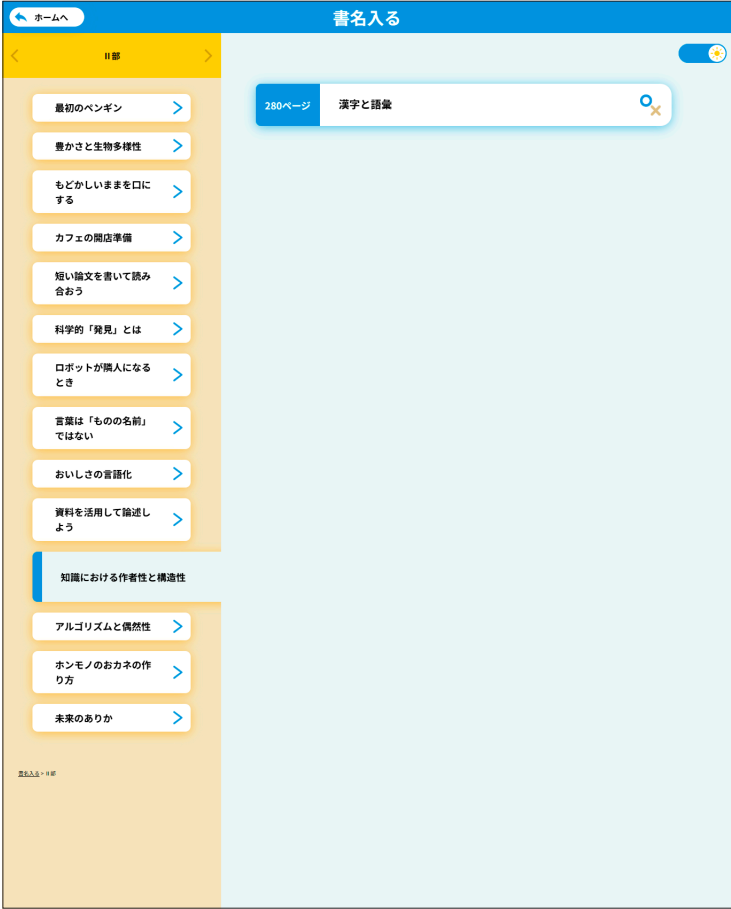 ホームへ
書名入る
Ⅱ部
最初のペンギン
豊かさと生物多様性
もどかしいままを口に
する
カフェの開店準備
短い論文を書いて読み
合おう
科学的「発見」とは
ロボットが隣人になる
とき
言葉は「ものの名前」
ではない
おいしさの言語化
資料を活用して論述し
よう
知識における作者性と構造性
アルゴリズムと偶然性
ホンモノのおカネの作
り方
未来のありか
書名入る > Ⅱ部
280ページ 漢字と語彙